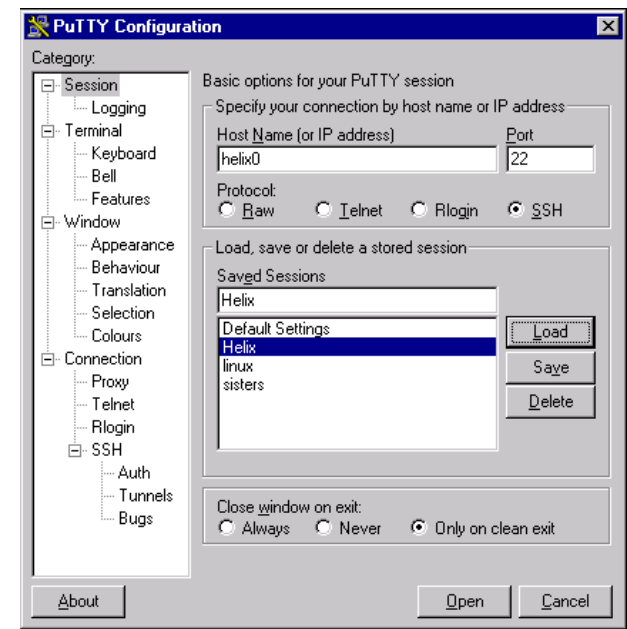 PuTTY Configuration
Category:
Session
Logging
Terminal
Keyboard
Bell
Features
Window
Appearance
Behaviour
Translation
Selection
Colours
Connection
Proxy
Telnet
Rlogin
SSH
Auth
Tunnels
Bugs
Basic options for your PuTTY session
Specify your connection by host name or IP address
Host Name (or IP address) Port
helix0 22
Protocol:
Raw Telnet Rlogin SSH
Load, save or delete a stored session
Saved Sessions
Helix
Default Settings
Helix
linux
sisters
Load
Save
Delete
Close window on exit:
Always Never Only on clean exit
About Open Cancel